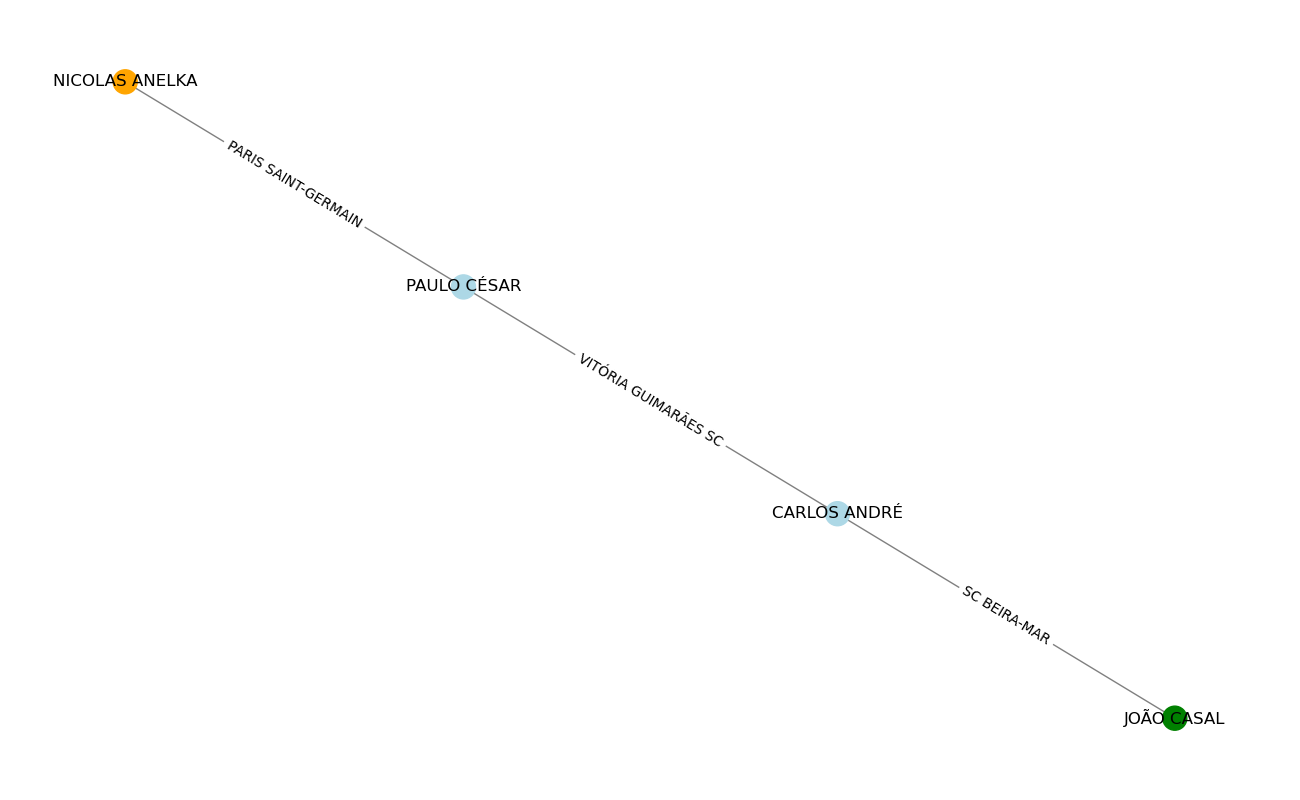 NICOLAS ANELKA
PARIS SAINT-GERMAIN
PAULO CÉSAR
VITÓRIA GUIMARÃES SC
CARLOS ANDRÉ
SC BEIRA-MAR
JOÃO CASAL